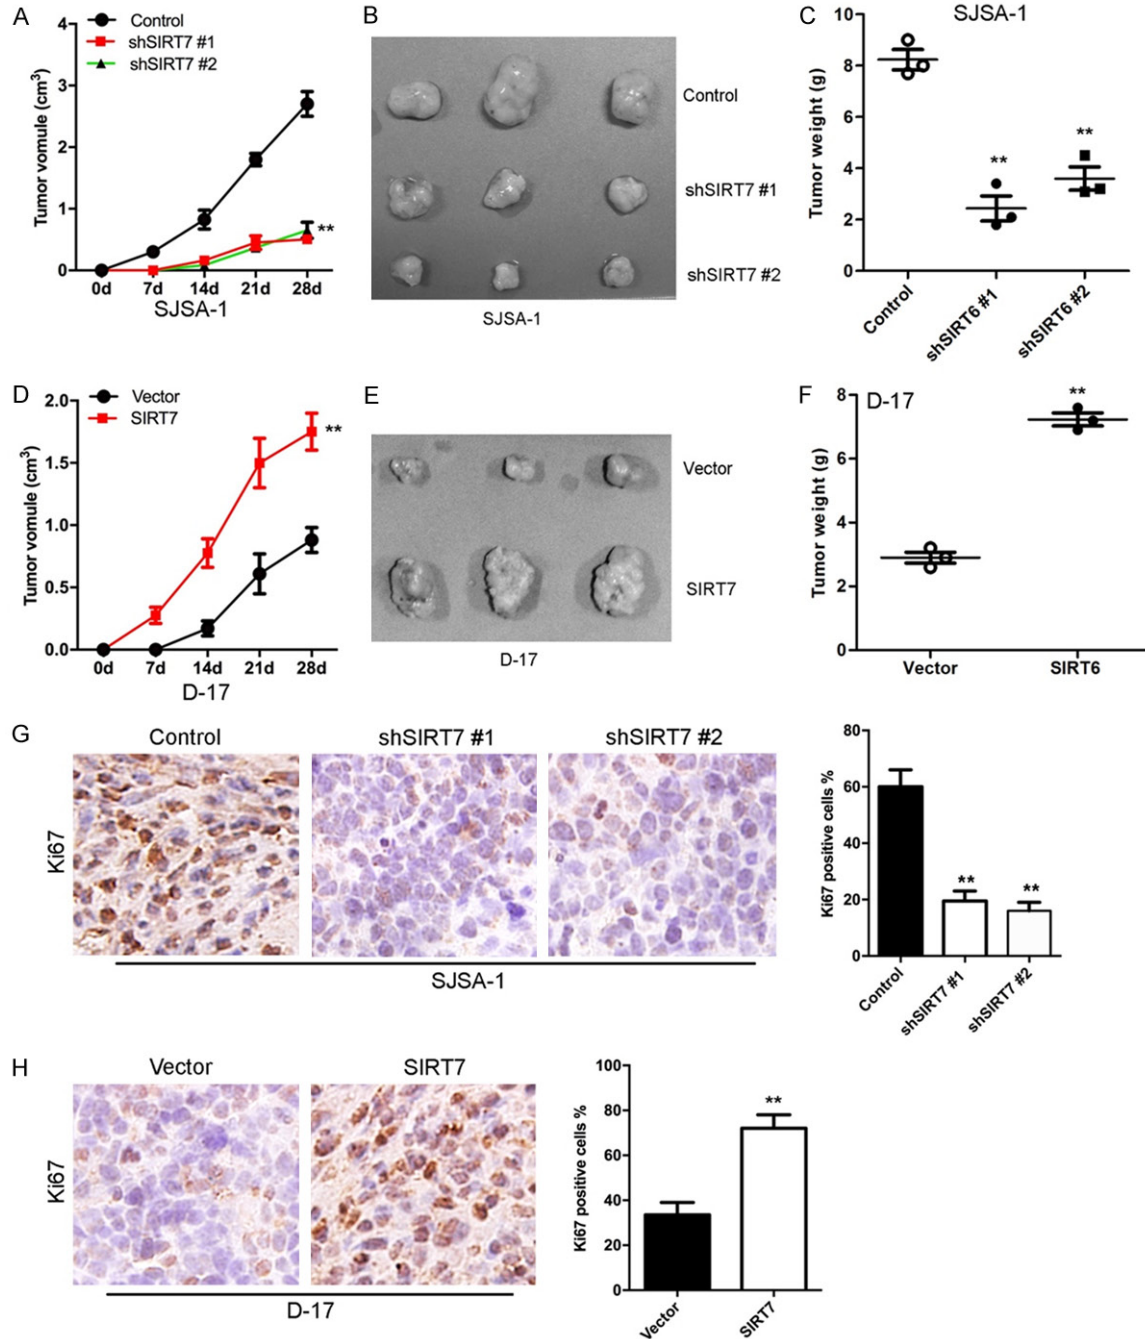 A
Control
shSIRT7 #1
shSIRT7 #2
Tumor vomule (cm³)
4
3
2
1
0
0d 7d 14d 21d 28d
**
SJSA-1
B
Control
shSIRT7 #1
shSIRT7 #2
SJSA-1
C
SJSA-1
Tumor weight (g)
10
8
6
4
2
0
**
**
Control
shSIRT6 #1
shSIRT6 #2
D
Vector
SIRT7
Tumor vomule (cm³)
2.0
1.5
1.0
0.5
0.0
0d 7d 14d 21d 28d
**
D-17
E
Vector
SIRT7
D-17
F
D-17
Tumor weight (g)
8
6
4
2
0
**
Vector SIRT6
G
Control shSIRT7 #1 shSIRT7 #2
Ki67
SJSA-1
Ki67 positive cells %
80
60
40
20
0
**
**
Control
shSIRT7 #1
shSIRT7 #2
H
Vector SIRT7
Ki67
D-17
Ki67 positive cells %
100
80
60
40
20
0
**
Vector
SIRT7